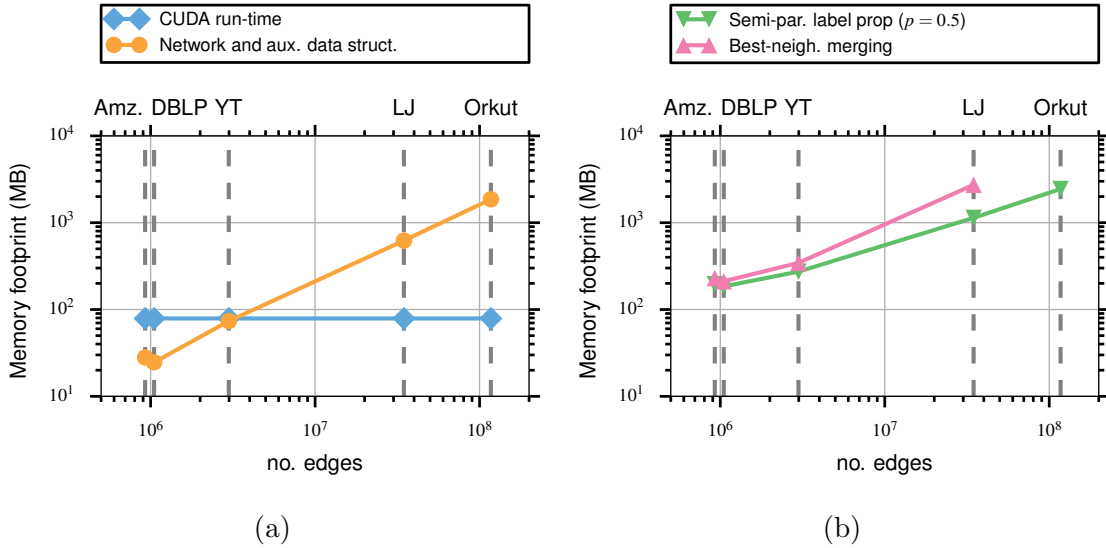 CUDA run-time
Network and aux. data struct.
Amz. DBLP YT LJ Orkut
10^4
10^3
10^2
10^1
Memory footprint (MB)
10^6 10^7 10^8
no. edges
(a)
Semi-par. label prop (p = 0.5)
Best-neigh. merging
Amz. DBLP YT LJ Orkut
10^4
10^3
10^2
10^1
Memory footprint (MB)
10^6 10^7 10^8
no. edges
(b)